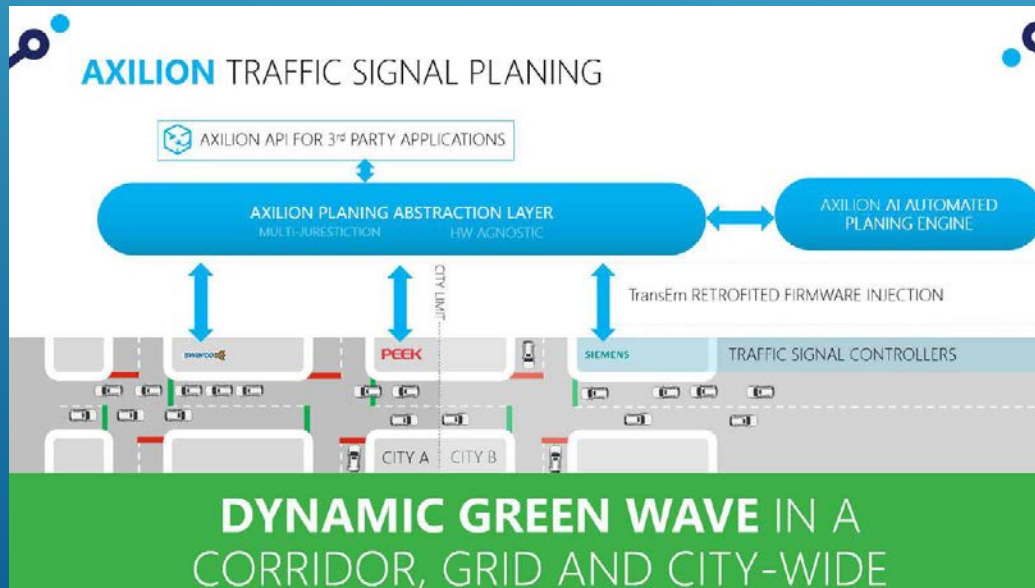 AXILION TRAFFIC SIGNAL PLANING
AXILION API FOR 3rd PARTY APPLICATIONS
AXILION PLANING ABSTRACTION LAYER
MULTI-JURESTICTION HW AGNOSTIC
AXILION AI AUTOMATED
PLANING ENGINE
CITY LIMIT
TransEm RETROFITED FIRMWARE INJECTION
swarco
PEEK
SIEMENS
TRAFFIC SIGNAL CONTROLLERS
CITY A
CITY B
DYNAMIC GREEN WAVE IN A
CORRIDOR, GRID AND CITY-WIDE